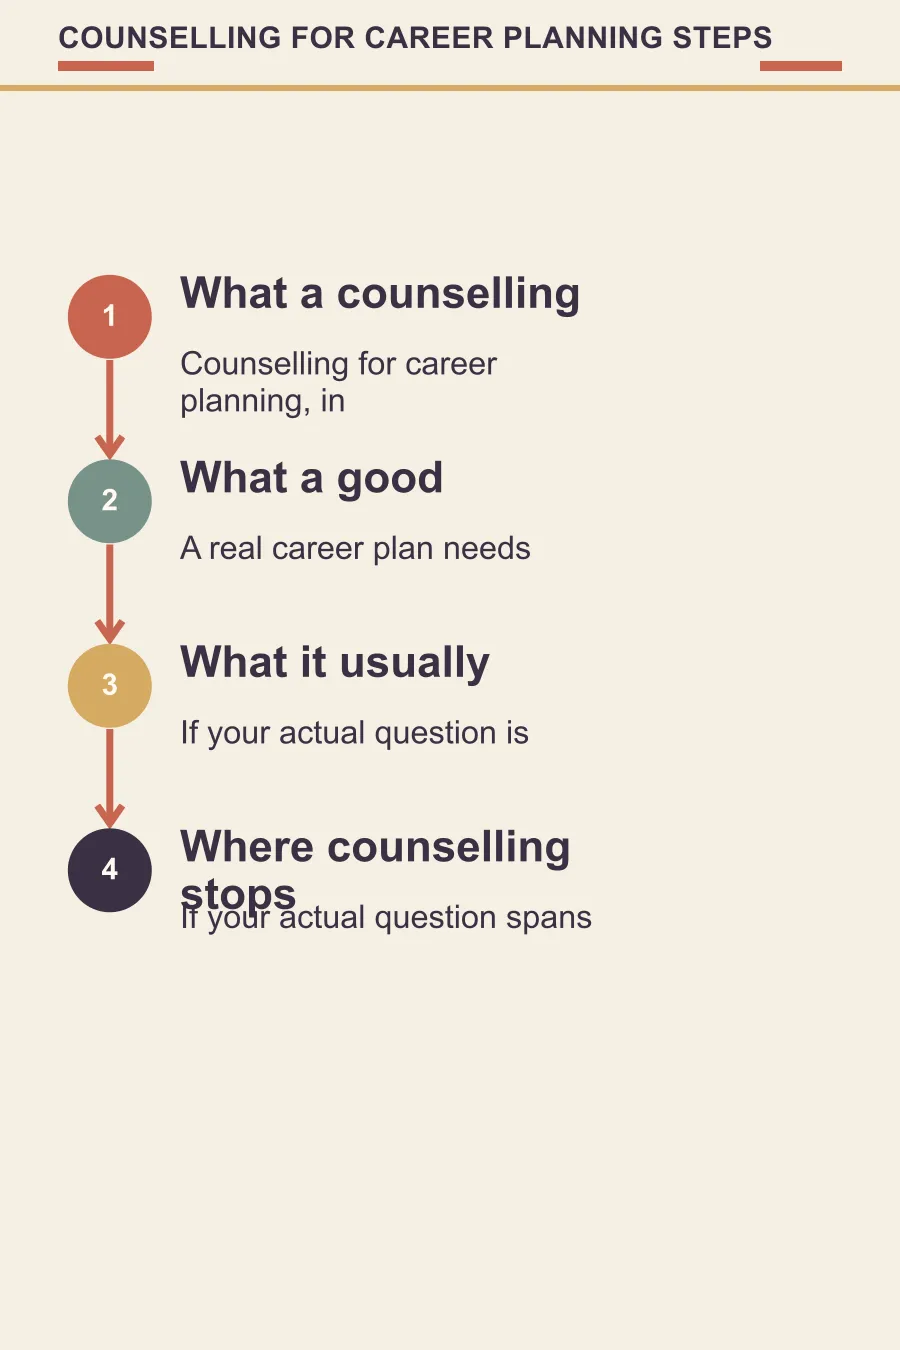 COUNSELLING FOR CAREER PLANNING STEPS
1
What a counselling
Counselling for career
planning, in
2
What a good
A real career plan needs
3
What it usually
If your actual question is
4
Where counselling
stops
If your actual question spans